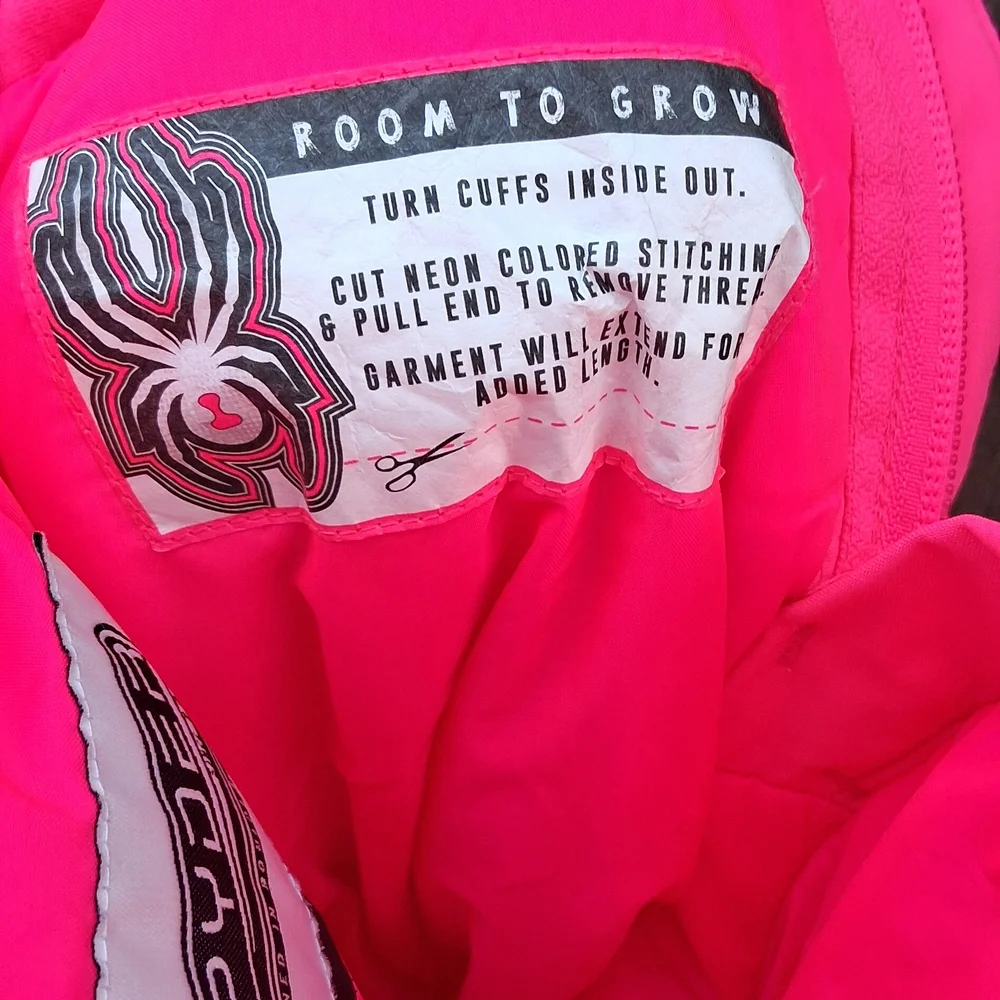 ROOM TO GROW
TURN CUFFS INSIDE OUT.
CUT NEON COLORED STITCHING
& PULL END TO REMOVE
GARMENT WILL EXTEND FOR
ADDED LENGTH.
PYDER